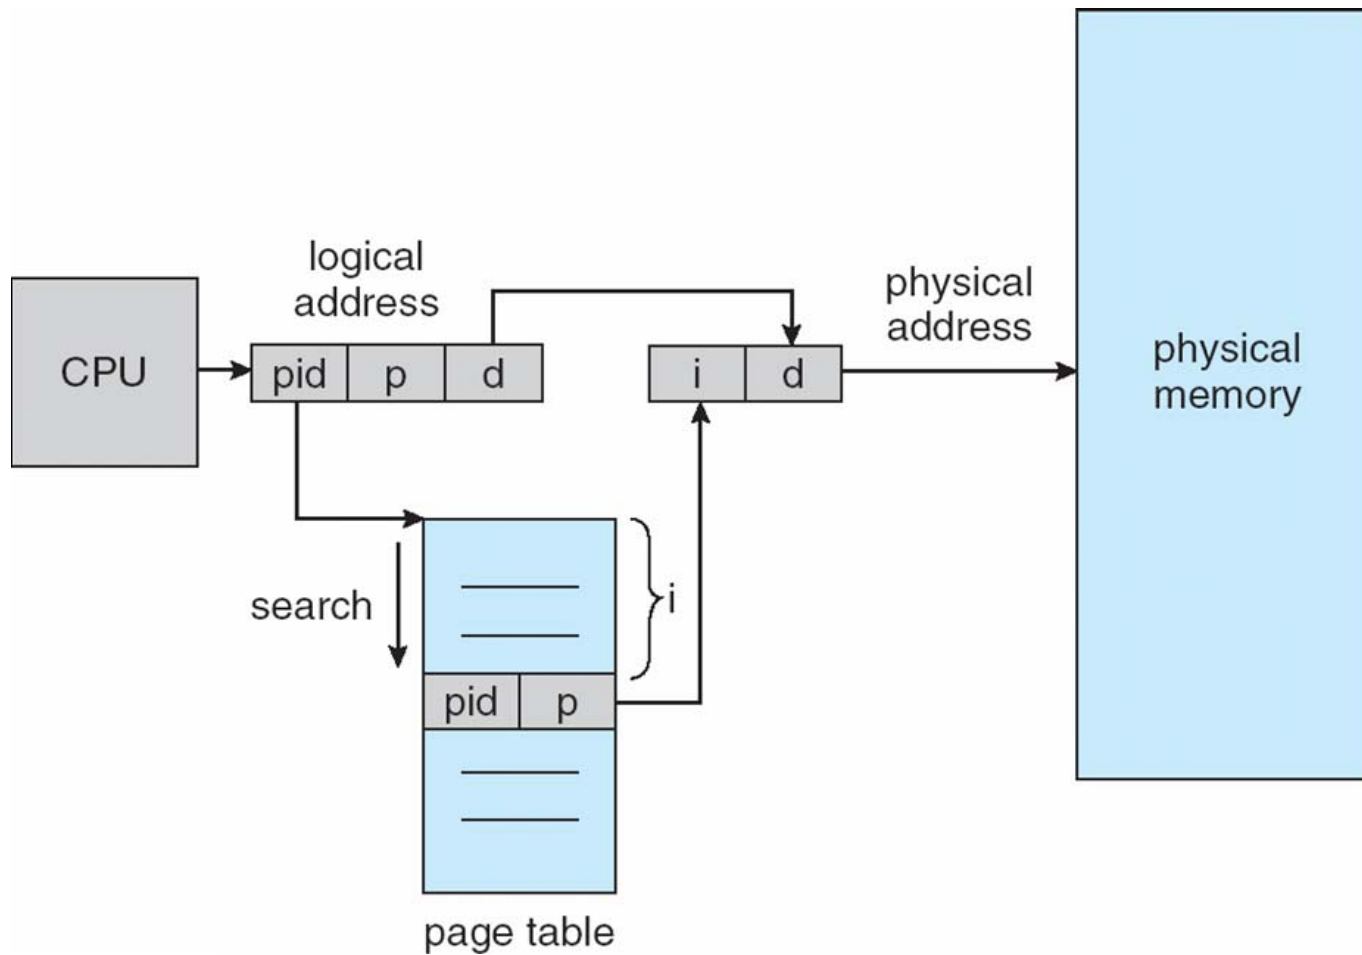 logical
address
physical
address
CPU
pid
p
d
i
d
physical
memory
search
i
pid
p
page table